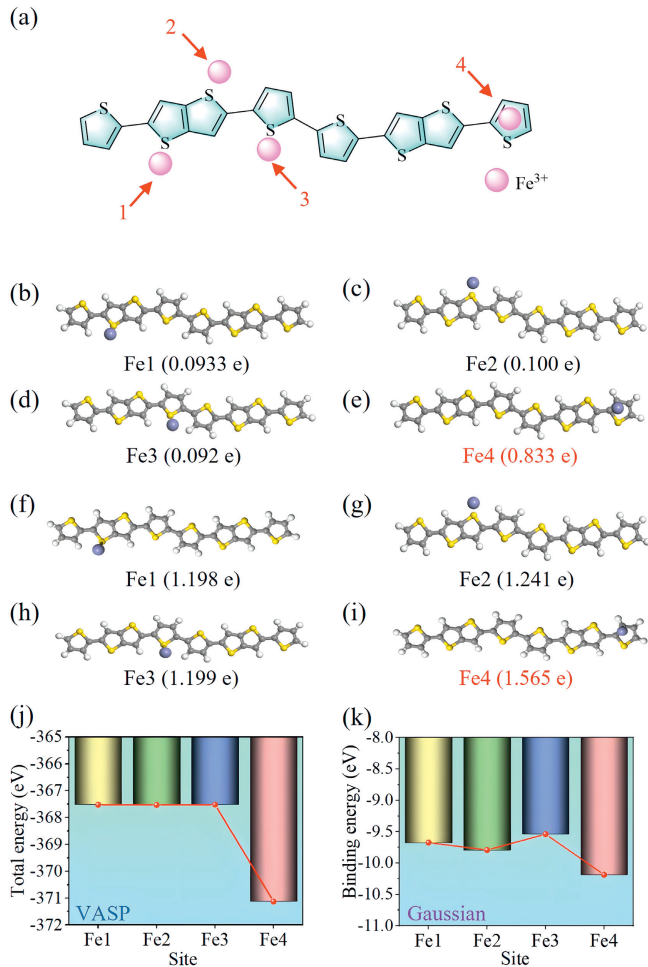 (a)
2
4
S S S S S S S S
1
3
Fe³⁺
(b)
(c)
Fe1 (0.0933 e)
Fe2 (0.100 e)
(d)
(e)
Fe3 (0.092 e)
Fe4 (0.833 e)
(f)
(g)
Fe1 (1.198 e)
Fe2 (1.241 e)
(h)
(i)
Fe3 (1.199 e)
Fe4 (1.565 e)
(j)
Total energy (eV)
-365
-366
-367
-368
-369
-370
-371
-372
VASP
Fe1 Fe2 Fe3 Fe4
Site
(k)
Binding energy (eV)
-8.0
-8.5
-9.0
-9.5
-10.0
-10.5
-11.0
Gaussian
Fe1 Fe2 Fe3 Fe4
Site